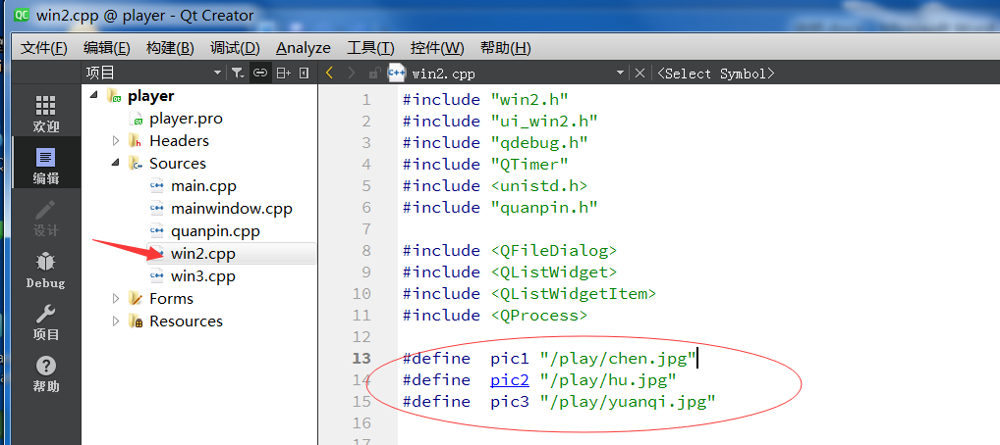 win2.cpp @ player - Qt Creator
文件(F) 编辑(E) 构建(B) 调试(D) Analyze 工具(T) 控件(W) 帮助(H)
项目
win2.cpp
<Select Symbol>
欢迎
编辑
设计
Debug
项目
帮助
player
player.pro
Headers
Sources
main.cpp
mainwindow.cpp
quanpin.cpp
win2.cpp
win3.cpp
Forms
Resources
1 #include "win2.h"
2 #include "ui_win2.h"
3 #include "qdebug.h"
4 #include "QTimer"
5 #include <unistd.h>
6 #include "quanpin.h"
7
8 #include <QFileDialog>
9 #include <QListWidget>
10 #include <QListWidgetItem>
11 #include <QProcess>
12
13 #define  pic1 "/play/chen.jpg"
14 #define  pic2 "/play/hu.jpg"
15 #define  pic3 "/play/yuanqi.jpg"
16